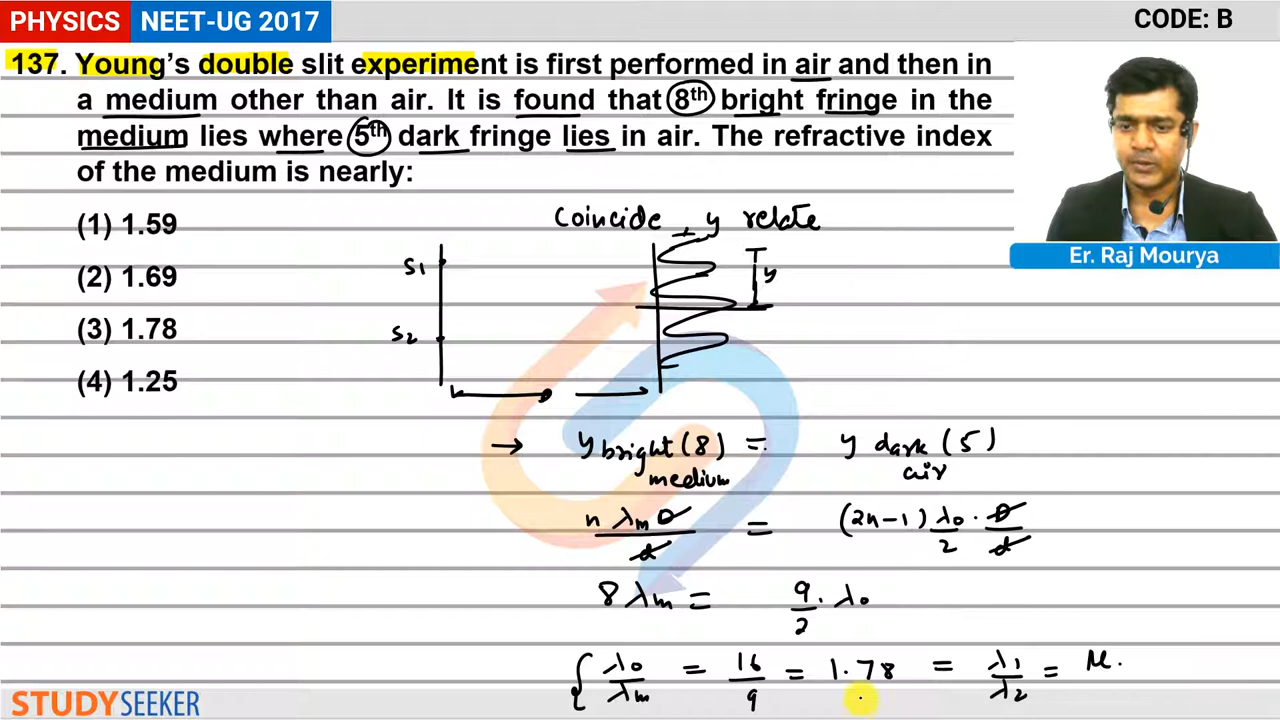 PHYSICS NEET-UG 2017 CODE: B
137. Young's double slit experiment is first performed in air and then in
a medium other than air. It is found that 8th bright fringe in the
medium lies where 5th dark fringe lies in air. The refractive index
of the medium is nearly:
(1) 1.59
(2) 1.69
(3) 1.78
(4) 1.25
Er. Raj Mourya
Coincide y relate
S1
y
S2
→ y bright (8) = y dark (5)
medium air
n λm D / d = (2n-1) λ0 / 2 · D / d
8 λm = 9/2 · λ0
{ λ0 / λm = 16/9 = 1.78 = λ1 / λ2 = μ.
STUDY SEEKER